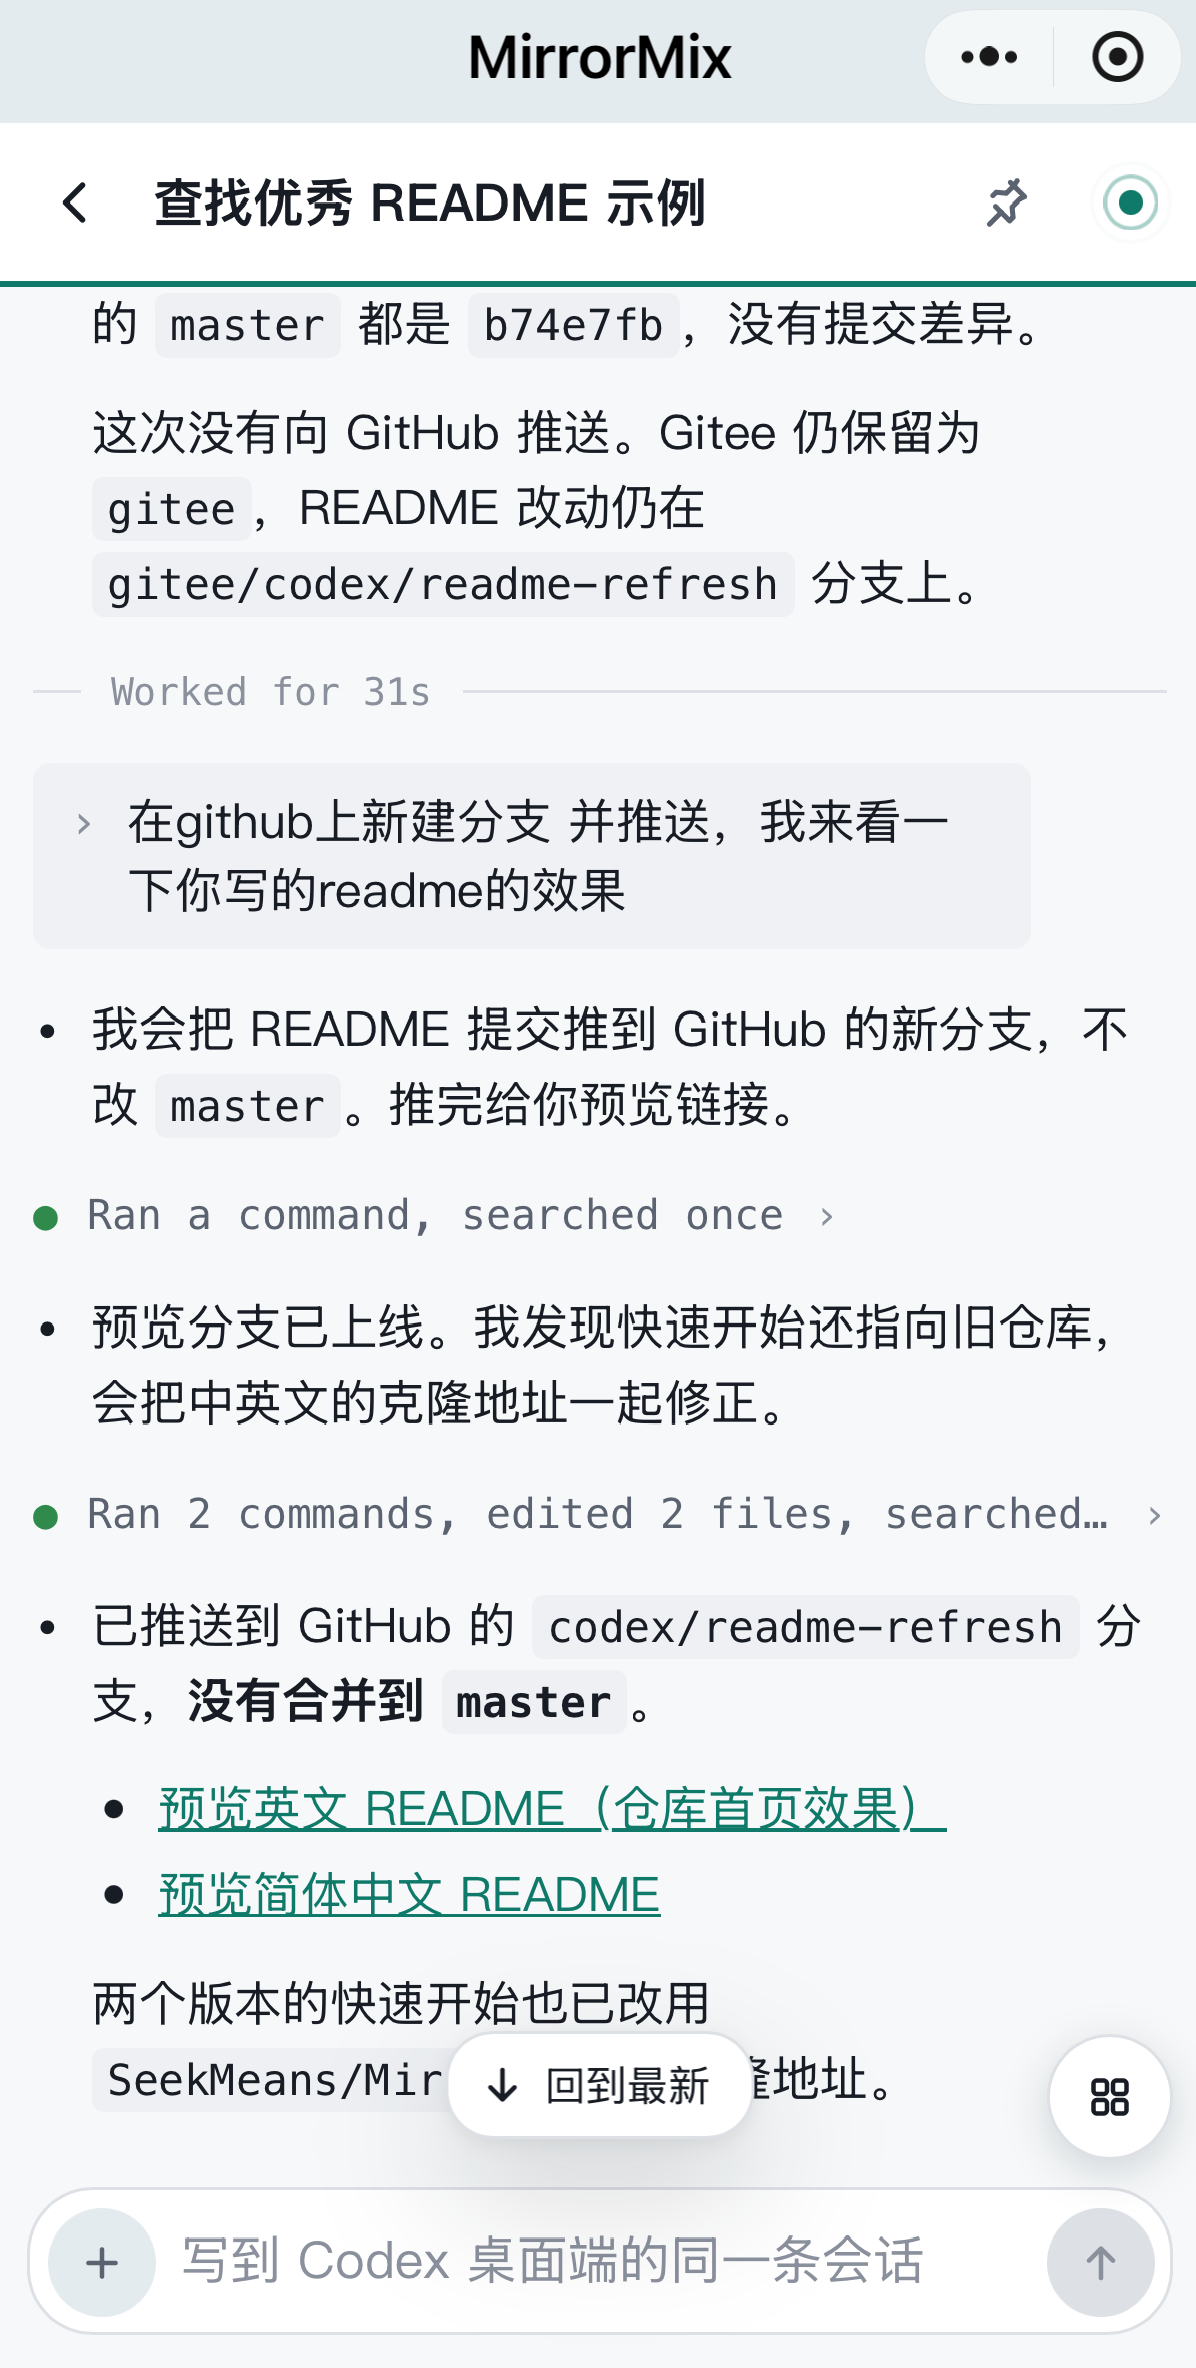 MirrorMix
查找优秀 README 示例
的 master 都是 b74e7fb，没有提交差异。
这次没有向 GitHub 推送。Gitee 仍保留为
gitee，README 改动仍在
gitee/codex/readme-refresh 分支上。
Worked for 31s
› 在github上新建分支 并推送，我来看一
下你写的readme的效果
• 我会把 README 提交推到 GitHub 的新分支，不
改 master。推完给你预览链接。
Ran a command, searched once ›
• 预览分支已上线。我发现快速开始还指向旧仓库，
会把中英文的克隆地址一起修正。
Ran 2 commands, edited 2 files, searched… ›
• 已推送到 GitHub 的 codex/readme-refresh 分
支，没有合并到 master。
• 预览英文 README（仓库首页效果）
• 预览简体中文 README
两个版本的快速开始也已改用
SeekMeans/Mir
地址。
↓ 回到最新
写到 Codex 桌面端的同一条会话